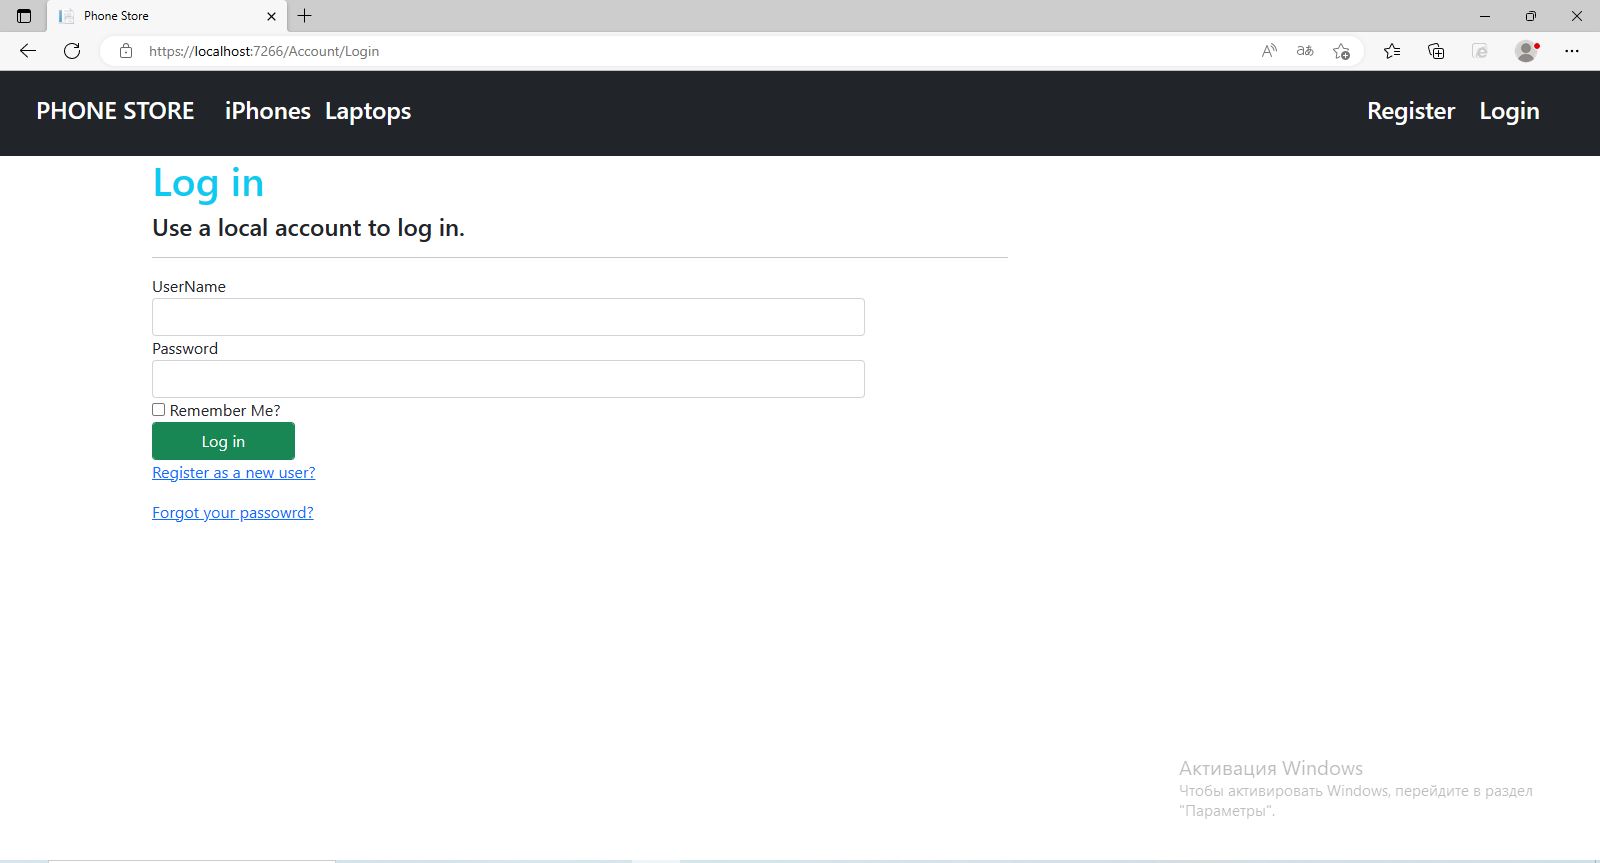 Phone Store
https://localhost:7266/Account/Login
PHONE STORE iPhones Laptops Register Login
Log in
Use a local account to log in.
UserName
Password
Remember Me?
Log in
Register as a new user?
Forgot your passowrd?
Активация Windows
Чтобы активировать Windows, перейдите в раздел
"Параметры".